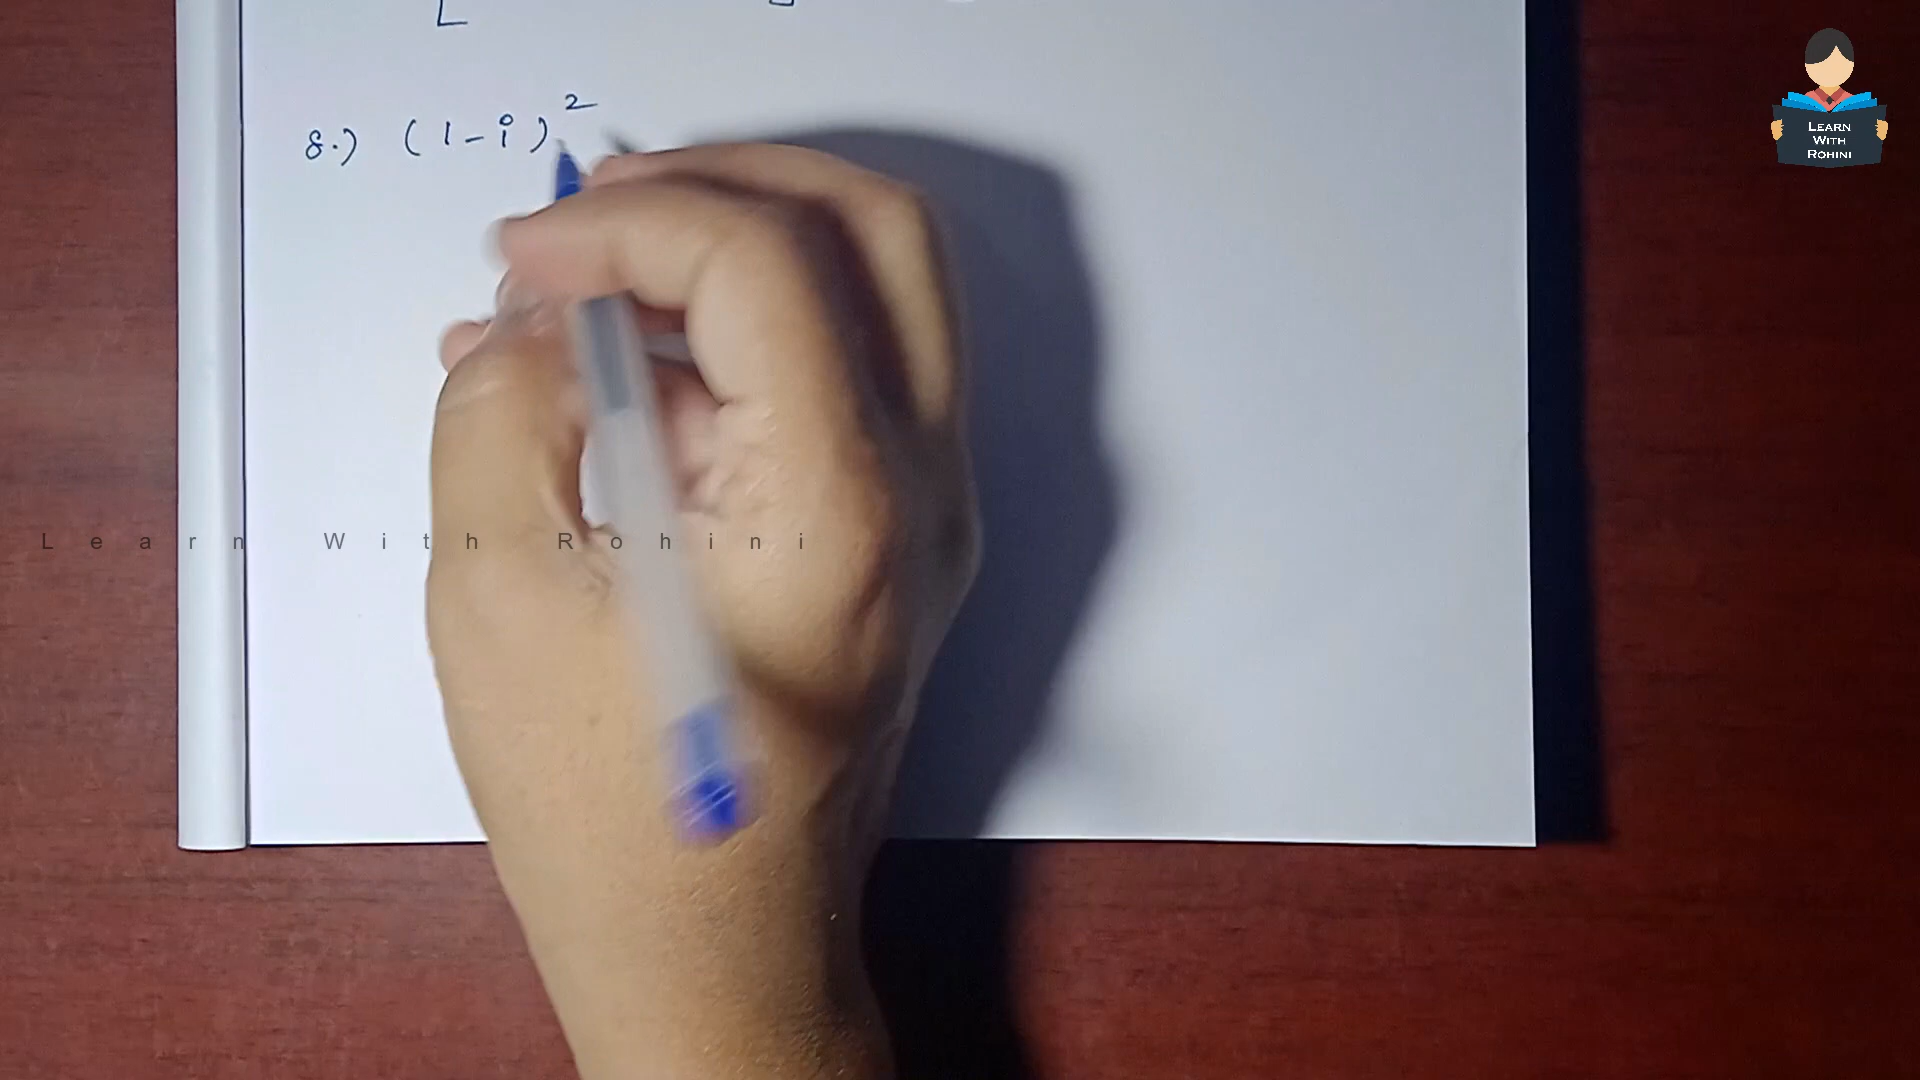 8.) (1-i)²
LEARN
WITH
ROHINI
Learn With Rohini